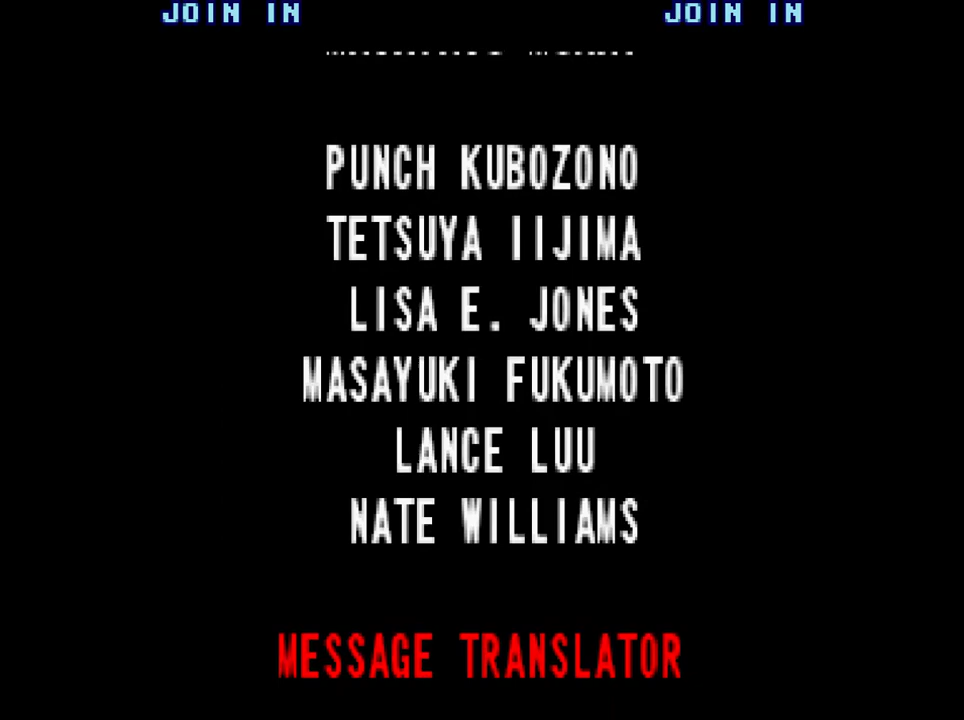 JOIN IN JOIN IN
PUNCH KUBOZONO
TETSUYA IIJIMA
LISA E. JONES
MASAYUKI FUKUMOTO
LANCE LUU
NATE WILLIAMS
MESSAGE TRANSLATOR